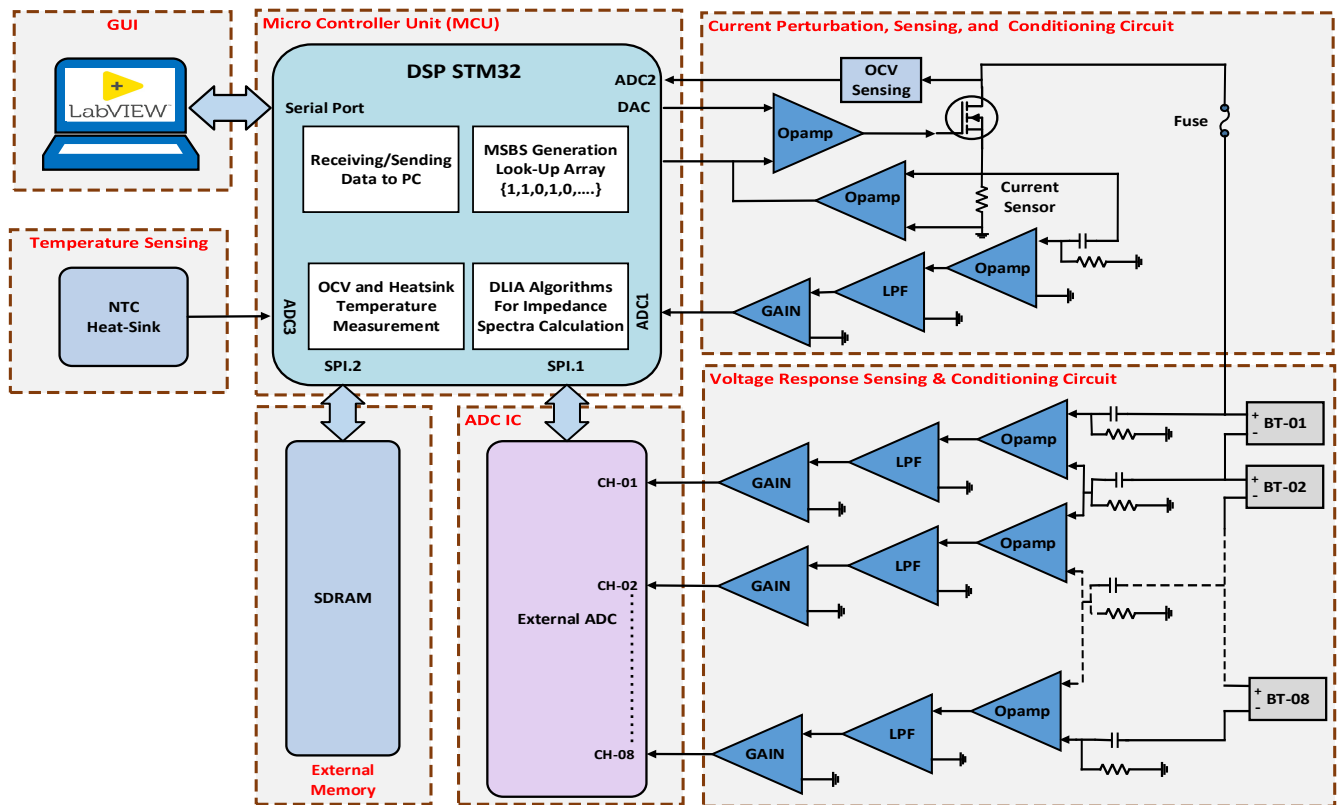 GUI
LabVIEW™
Temperature Sensing
NTC
Heat-Sink
Micro Controller Unit (MCU)
DSP STM32
ADC2
DAC
Serial Port
Receiving/Sending
Data to PC
MSBS Generation
Look-Up Array
{1,1,0,1,0,....}
OCV and Heatsink
Temperature
Measurement
DLIA Algorithms
For Impedance
Spectra Calculation
ADC3
ADC1
SPI.2
SPI.1
Current Perturbation, Sensing, and Conditioning Circuit
OCV
Sensing
Opamp
Fuse
Opamp
Current
Sensor
Opamp
LPF
GAIN
SDRAM
External
Memory
ADC IC
External ADC
CH-01
CH-02
CH-08
Voltage Response Sensing & Conditioning Circuit
GAIN
LPF
Opamp
+
-
BT-01
GAIN
LPF
Opamp
+
-
BT-02
GAIN
LPF
Opamp
+
-
BT-08